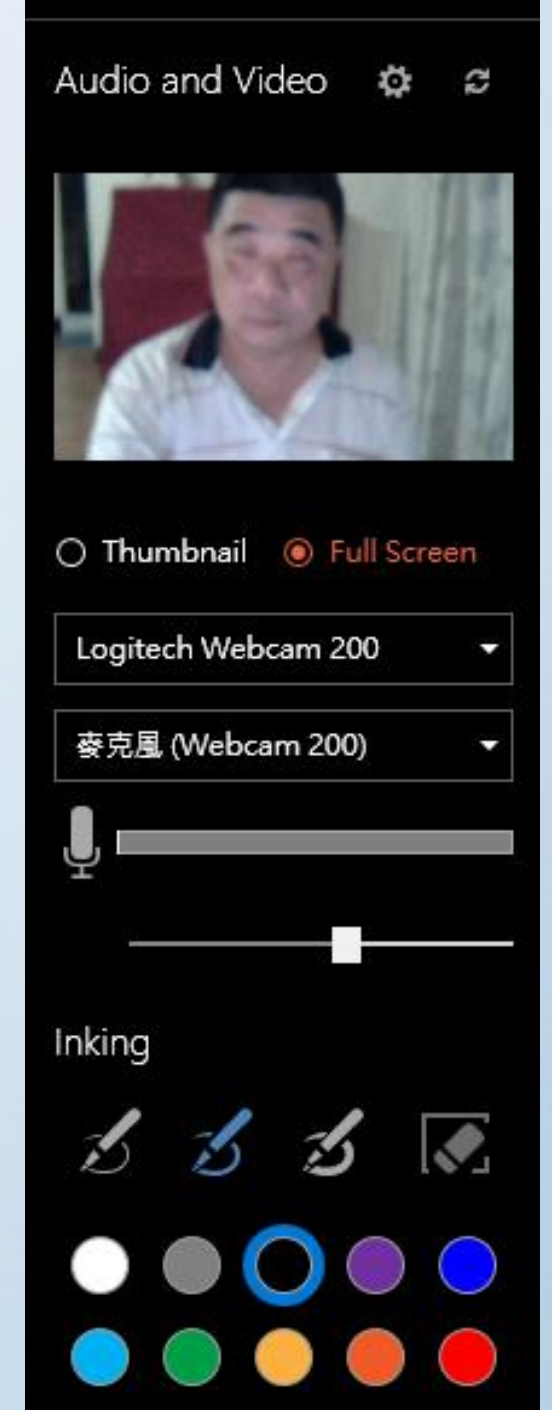 Audio and Video
Thumbnail Full Screen
Logitech Webcam 200
麥克風 (Webcam 200)
Inking